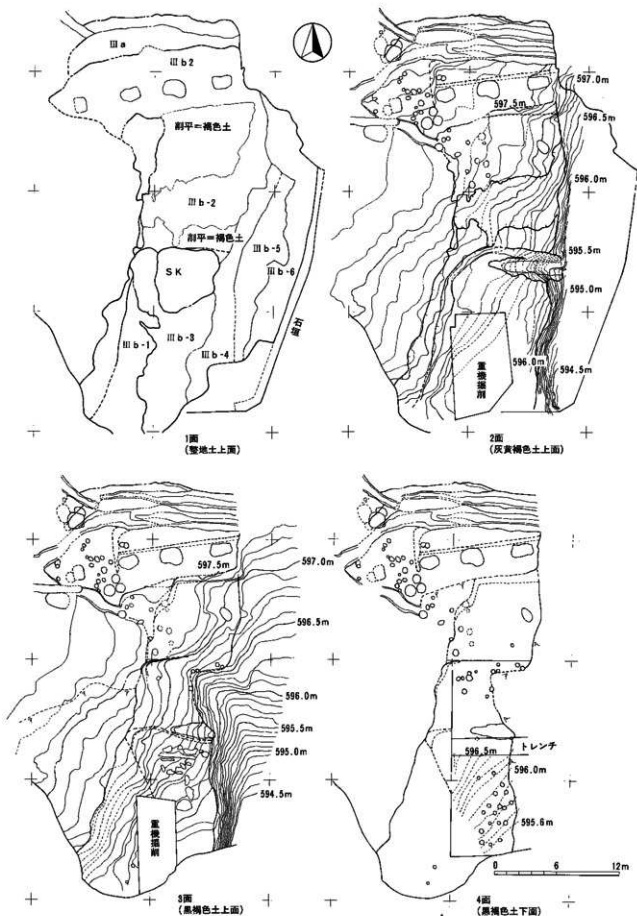 Ⅲa
Ⅲb2
削平=褐色土
Ⅲb-2
削平=褐色土
Ⅲb-5
SK
Ⅲb-6
石垣
Ⅲb-1
Ⅲb-3
Ⅲb-4
1面
(整地土上面)
597.0m
597.5m
596.5m
596.0m
595.5m
595.0m
596.0m
594.5m
重機掘削
2面
(灰黄褐色土上面)
597.5m
597.0m
596.5m
596.0m
595.5m
595.0m
594.5m
重機掘削
3面
(黒褐色土上面)
トレンチ
596.5m
596.0m
595.6m
0 6 12m
4面
(黒褐色土下面)